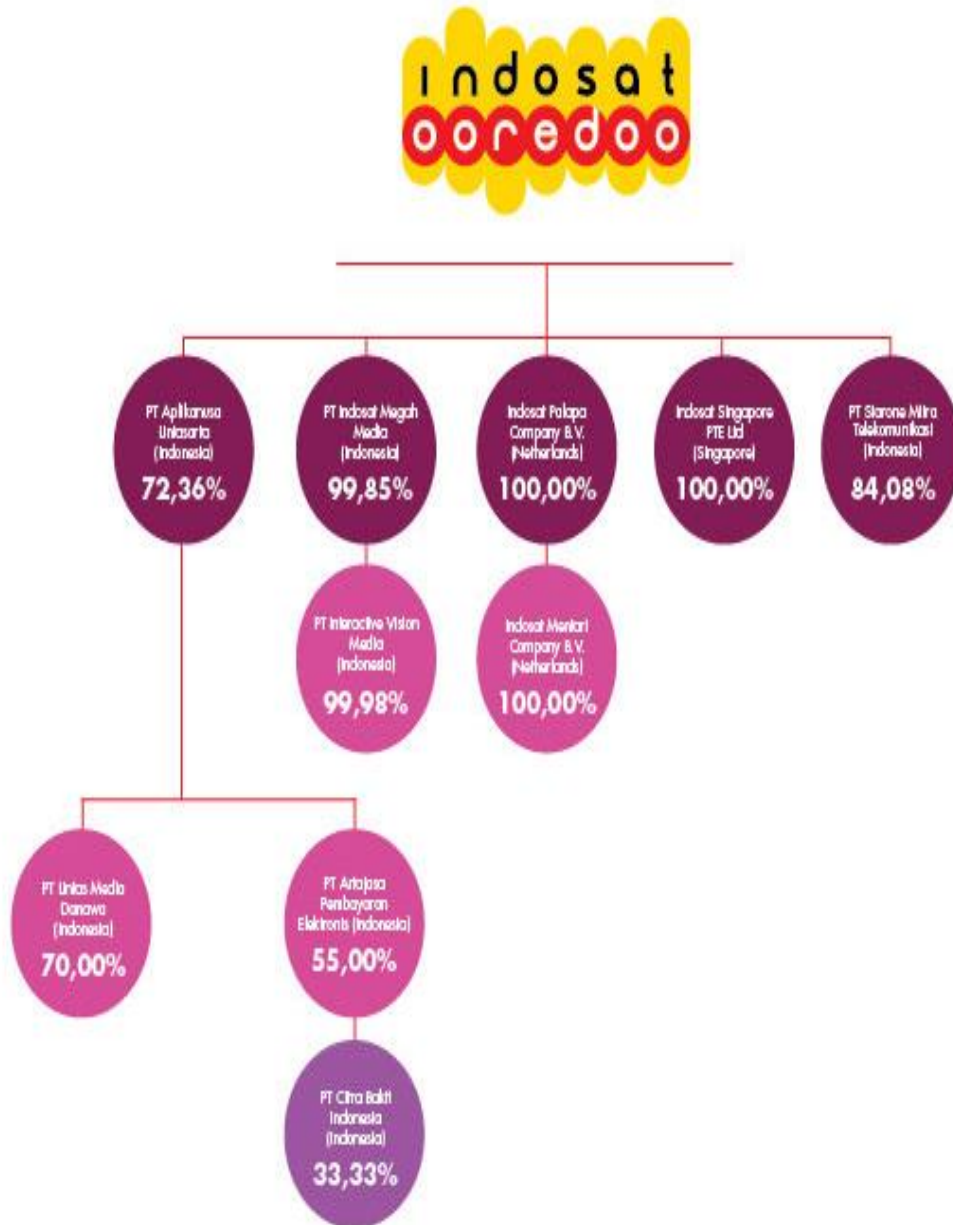 indosat
ooredoo
PT Aplikanusa
Lintasarta
(Indonesia)
72,36%
PT Indosat Megah
Media
(Indonesia)
99,85%
Indosat Palapa
Company B.V.
(Netherlands)
100,00%
Indosat Singapore
PTE Ltd
(Singapore)
100,00%
PT Starone Mitra
Telekomunikasi
(Indonesia)
84,08%
PT Interactive Vision
Media
(Indonesia)
99,98%
Indosat Mentari
Company B.V.
(Netherlands)
100,00%
PT Lintas Media
Danawa
(Indonesia)
70,00%
PT Artajasa
Pembayaran
Elektronis (Indonesia)
55,00%
PT Citra Bakti
Indonesia
(Indonesia)
33,33%